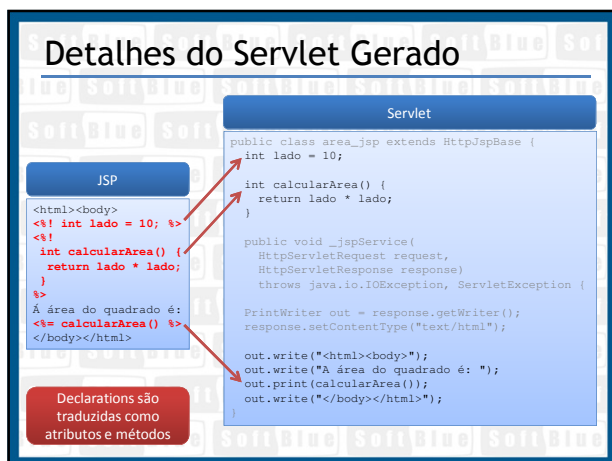 Detalhes do Servlet Gerado
JSP
<html><body>
<%! int lado = 10; %>
<%!
int calcularArea() {
return lado * lado;
}
%>
Á área do quadrado é:
<%= calcularArea() %>
</body></html>
Declarations são
traduzidas como
atributos e métodos
Servlet
public class area_jsp extends HttpJspBase {
int lado = 10;
int calcularArea() {
return lado * lado;
}
public void _jspService(
HttpServletRequest request,
HttpServletResponse response)
throws java.io.IOException, ServletException {
PrintWriter out = response.getWriter();
response.setContentType("text/html");
out.write("<html><body>");
out.write("A área do quadrado é: ");
out.print(calcularArea());
out.write("</body></html>");
}